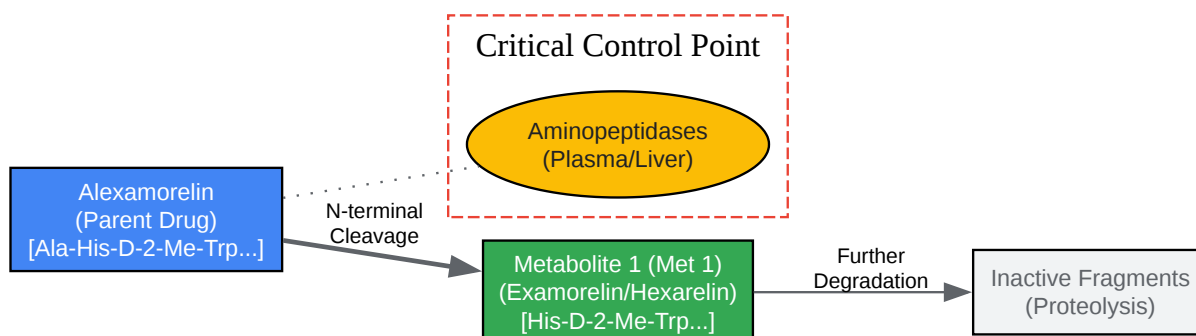 Critical Control Point
Aminopeptidases
(Plasma/Liver)
Alexamorelin
(Parent Drug)
[Ala-His-D-2-Me-Trp...]
N-terminal
Cleavage
Metabolite 1 (Met 1)
(Examorelin/Hexarelin)
[His-D-2-Me-Trp...]
Further
Degradation
Inactive Fragments
(Proteolysis)